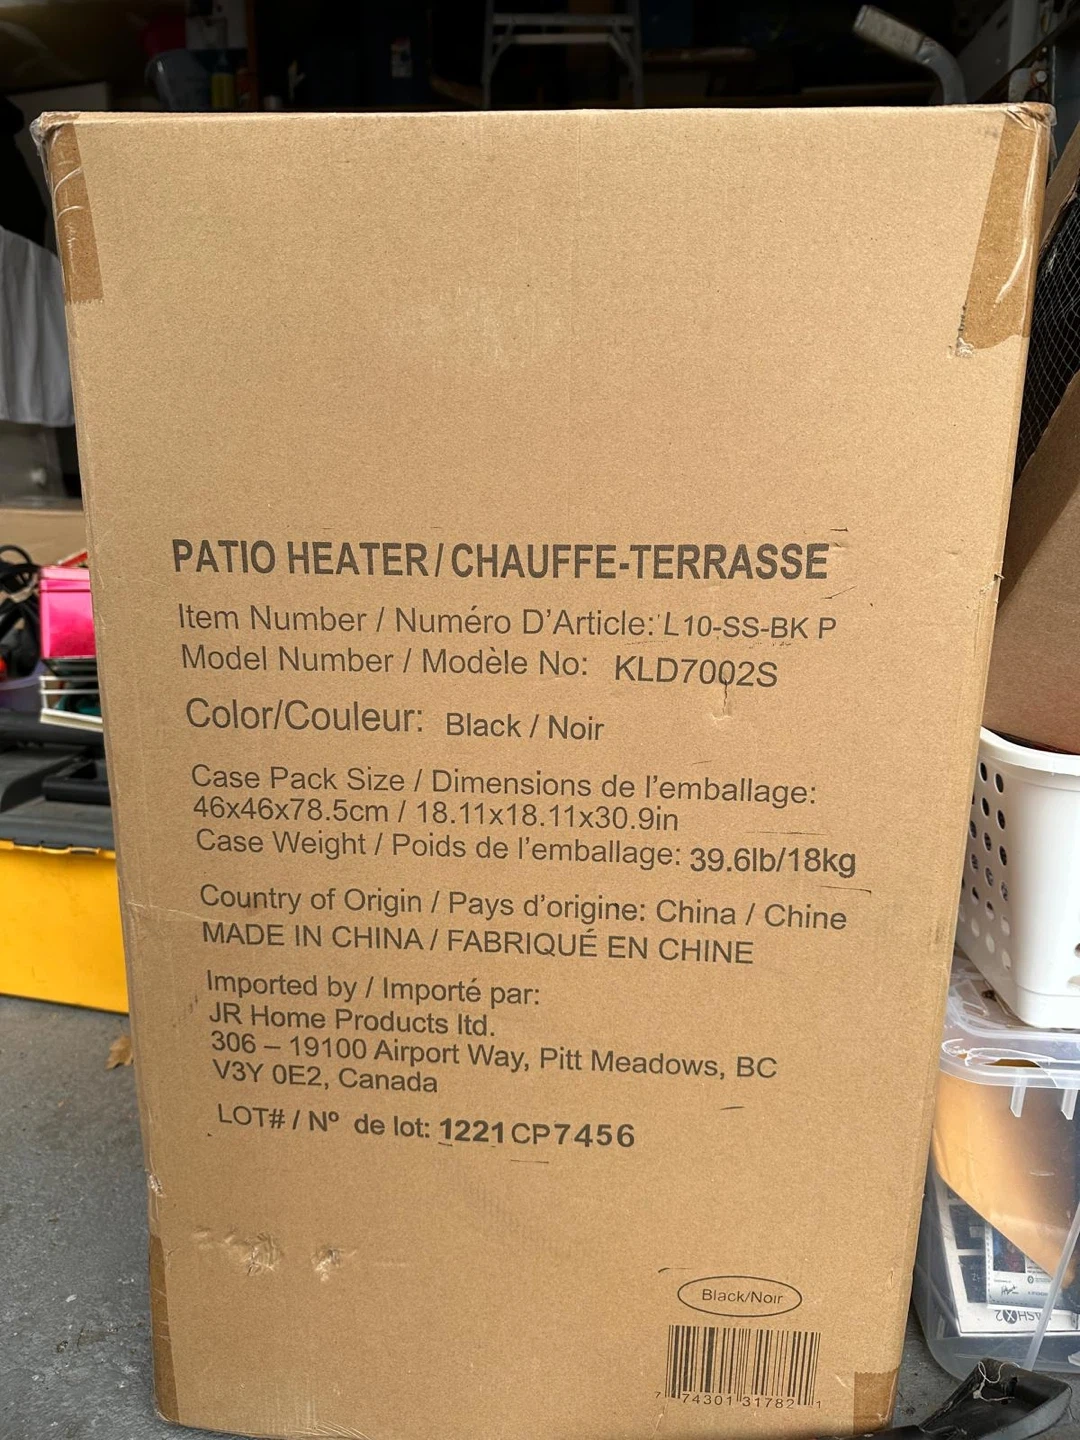 PATIO HEATER/CHAUFFE-TERRASSE
Item Number / Numéro D'Article: L10-SS-BK P
Model Number / Modèle No: KLD7002S
Color/Couleur: Black / Noir
Case Pack Size / Dimensions de l'emballage:
46x46x78.5cm / 18.11x18.11x30.9in
Case Weight / Poids de l'emballage: 39.6lb/18kg
Country of Origin / Pays d'origine: China / Chine
MADE IN CHINA / FABRIQUÉ EN CHINE
Imported by / Importé par:
JR Home Products ltd.
306 – 19100 Airport Way, Pitt Meadows, BC
V3Y 0E2, Canada
LOT# / Nº de lot: 1221CP7456
Black/Noir
7 74301 31782 1